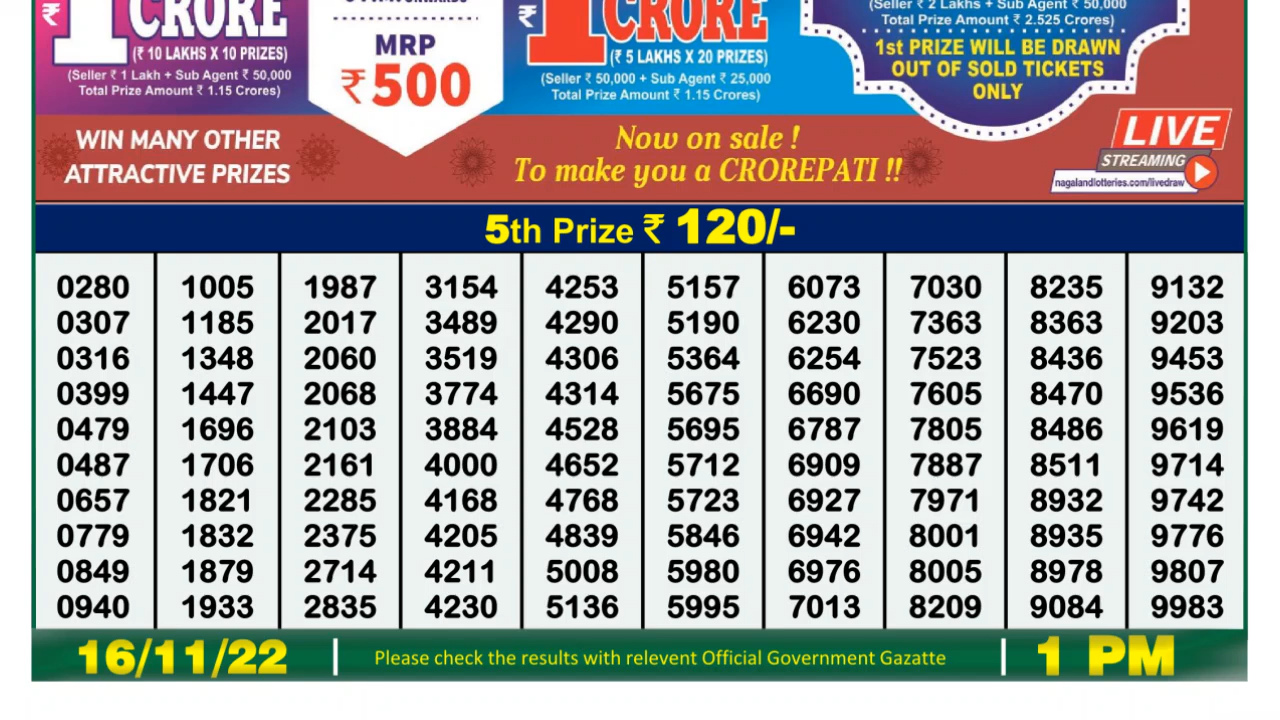 ₹ 1 CRORE
(₹ 10 LAKHS X 10 PRIZES)
(Seller ₹ 1 Lakh + Sub Agent ₹ 50,000
Total Prize Amount ₹ 1.15 Crores)
MRP
₹500
₹ 1 CRORE
(₹ 5 LAKHS X 20 PRIZES)
(Seller ₹ 50,000 + Sub Agent ₹ 25,000
Total Prize Amount ₹ 1.15 Crores)
(Seller ₹ 2 Lakhs + Sub Agent ₹ 50,000
Total Prize Amount ₹ 2.525 Crores)
1st PRIZE WILL BE DRAWN
OUT OF SOLD TICKETS
ONLY
WIN MANY OTHER
ATTRACTIVE PRIZES
Now on sale !
To make you a CROREPATI !!
LIVE
STREAMING
nagalandlotteries.com/livedraw
5th Prize ₹ 120/-
0280 1005 1987 3154 4253 5157 6073 7030 8235 9132
0307 1185 2017 3489 4290 5190 6230 7363 8363 9203
0316 1348 2060 3519 4306 5364 6254 7523 8436 9453
0399 1447 2068 3774 4314 5675 6690 7605 8470 9536
0479 1696 2103 3884 4528 5695 6787 7805 8486 9619
0487 1706 2161 4000 4652 5712 6909 7887 8511 9714
0657 1821 2285 4168 4768 5723 6927 7971 8932 9742
0779 1832 2375 4205 4839 5846 6942 8001 8935 9776
0849 1879 2714 4211 5008 5980 6976 8005 8978 9807
0940 1933 2835 4230 5136 5995 7013 8209 9084 9983
16/11/22 | Please check the results with relevent Official Government Gazatte | 1 PM